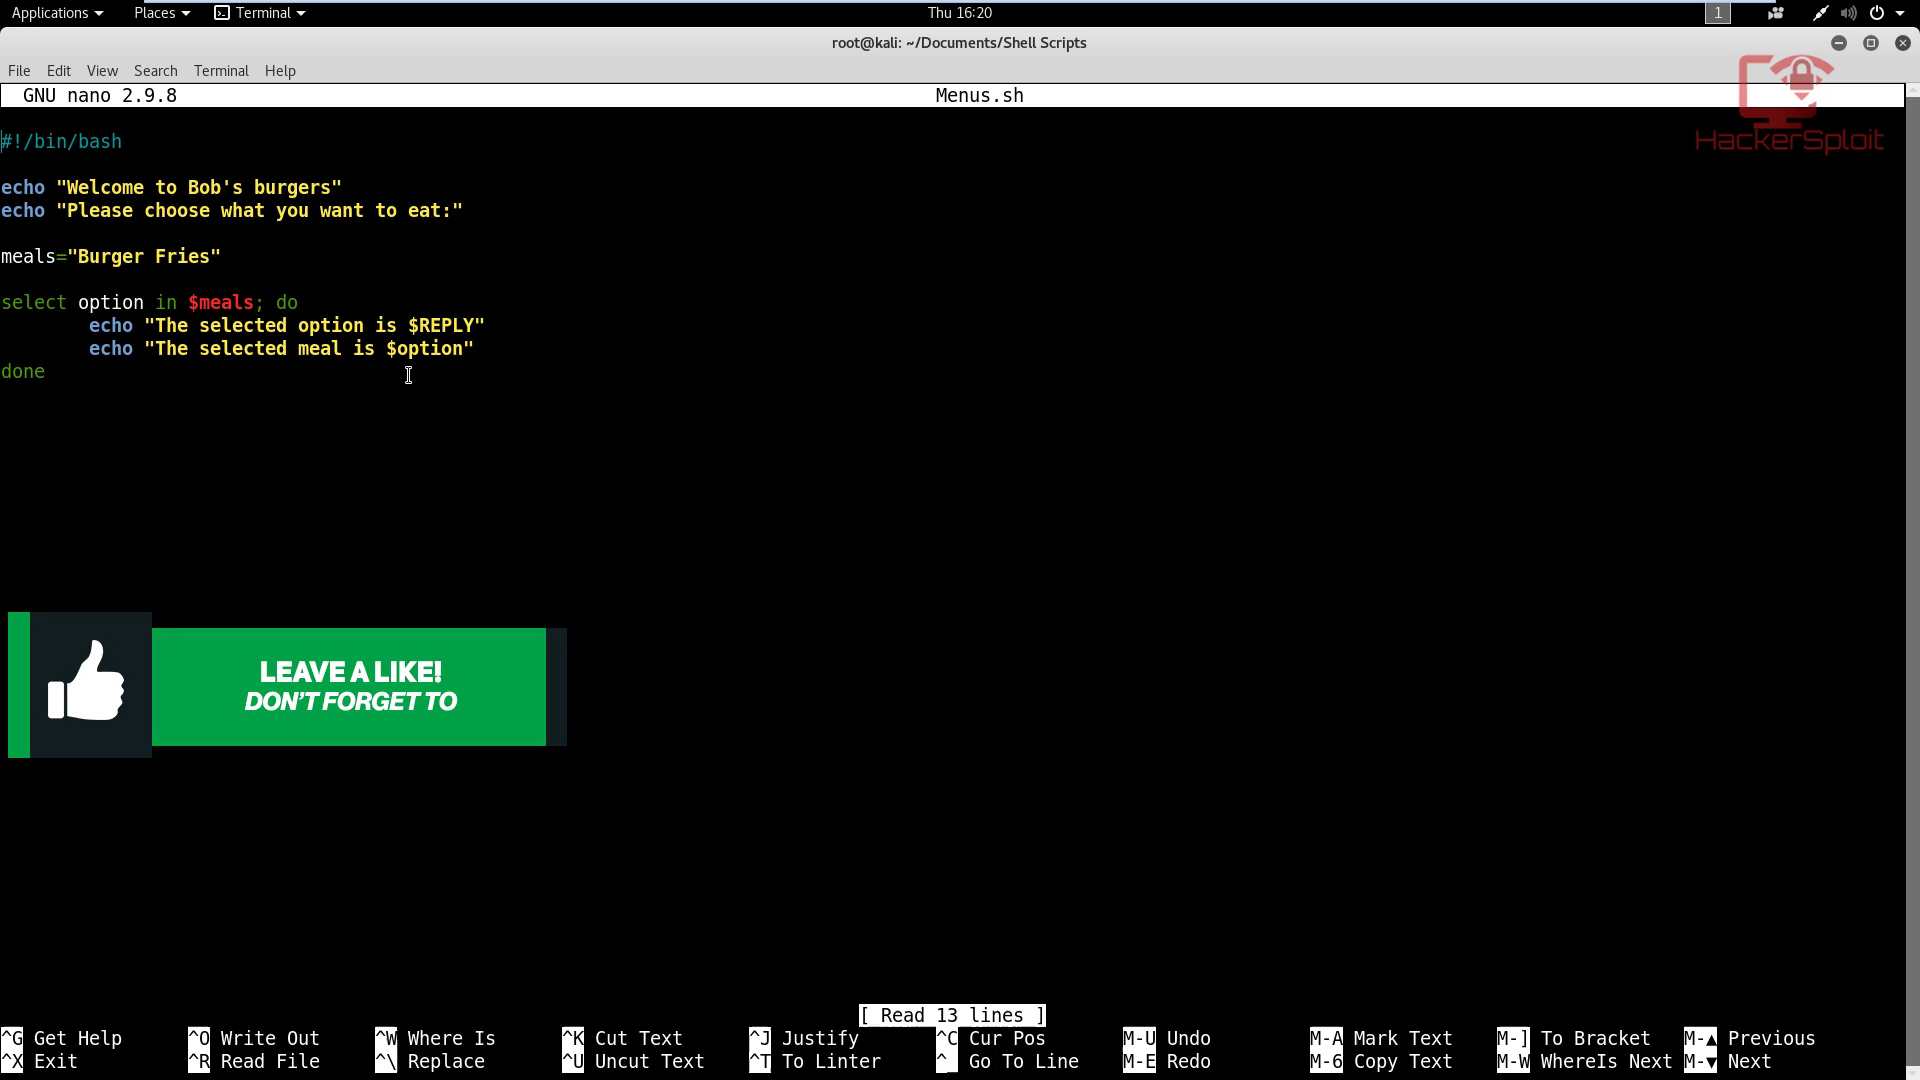 Applications Places Terminal Thu 16:20 1
root@kali: ~/Documents/Shell Scripts
File Edit View Search Terminal Help
GNU nano 2.9.8 Menus.sh
HackerSploit
#!/bin/bash
echo "Welcome to Bob's burgers"
echo "Please choose what you want to eat:"
meals="Burger Fries"
select option in $meals; do
echo "The selected option is $REPLY"
echo "The selected meal is $option"
done
LEAVE A LIKE!
DON'T FORGET TO
[ Read 13 lines ]
^G Get Help ^O Write Out ^W Where Is ^K Cut Text ^J Justify ^C Cur Pos M-U Undo M-A Mark Text M-] To Bracket M-▲ Previous
^X Exit ^R Read File ^\ Replace ^U Uncut Text ^T To Linter ^_ Go To Line M-E Redo M-6 Copy Text M-W WhereIs Next M-▼ Next